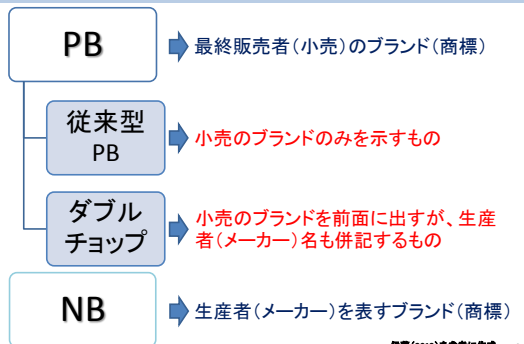 PB
最終販売者（小売）のブランド（商標）
従来型
PB
小売のブランドのみを示すもの
ダブル
チョップ
小売のブランドを前面に出すが、生産
者（メーカー）名も併記するもの
NB
生産者（メーカー）を表すブランド（商標）